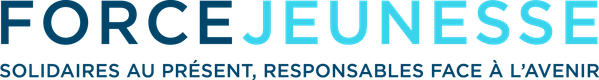 FORCEJEUNESSE
SOLIDAIRES AU PRÉSENT, RESPONSABLES FACE À L'AVENIR